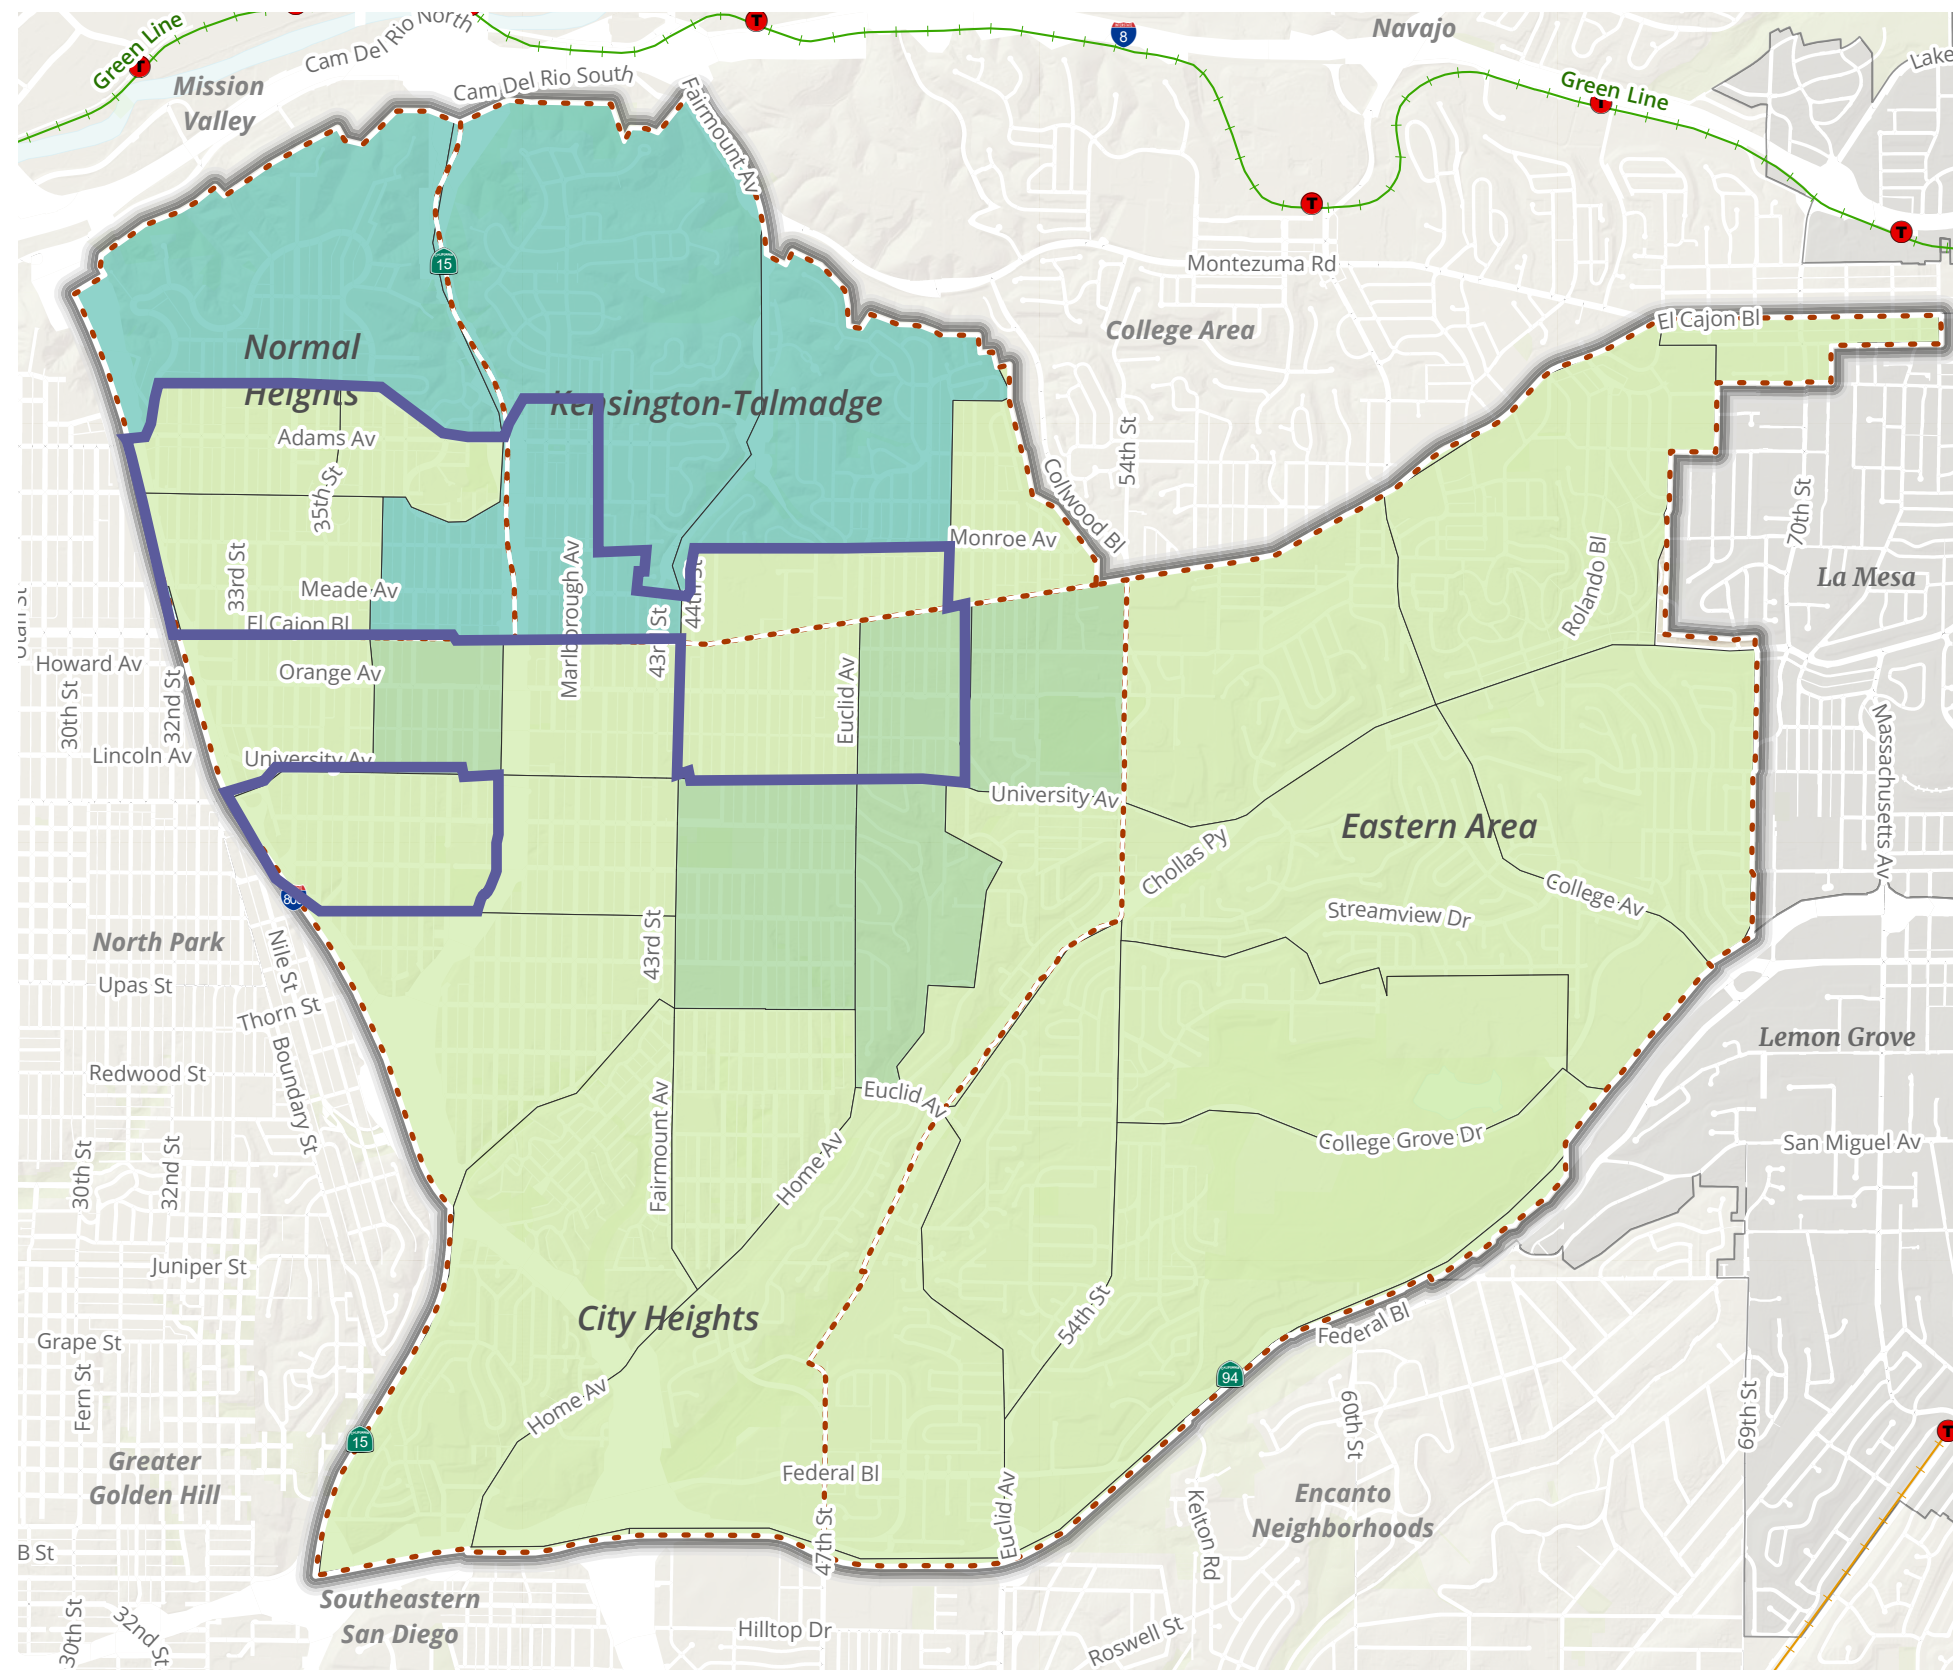 Green Line
Cam Del Rio North
Navajo
8
Lake
Mission
Valley
Cam Del Rio South
Fairmount Av
Green Line
T
T
T
T
T
15
Montezuma Rd
El Cajon Bl
College Area
Normal
Heights
Kensington-Talmadge
Adams Av
35th St
54th St
Collwood Bl
70th St
Monroe Av
33rd St
Marlborough Av
Meade Av
44th St
43rd St
Rolando Bl
La Mesa
Utah St
El Cajon Bl
Howard Av
Orange Av
30th St
32nd St
Euclid Av
Massachusetts Av
Lincoln Av
University Av
University Av
Eastern Area
Chollas Py
College Av
Streamview Dr
North Park
Nile St
43rd St
Upas St
Thorn St
Lemon Grove
Boundary St
Redwood St
Euclid Av
Fairmount Av
Home Av
College Grove Dr
San Miguel Av
30th St
32nd St
Juniper St
City Heights
54th St
Federal Bl
Grape St
Fern St
94
Home Av
60th St
69th St
T
15
Greater
Golden Hill
Federal Bl
Euclid Av
Kelton Rd
Encanto
Neighborhoods
47th St
B St
Southeastern
San Diego
30th St
32nd St
Hilltop Dr
Roswell St